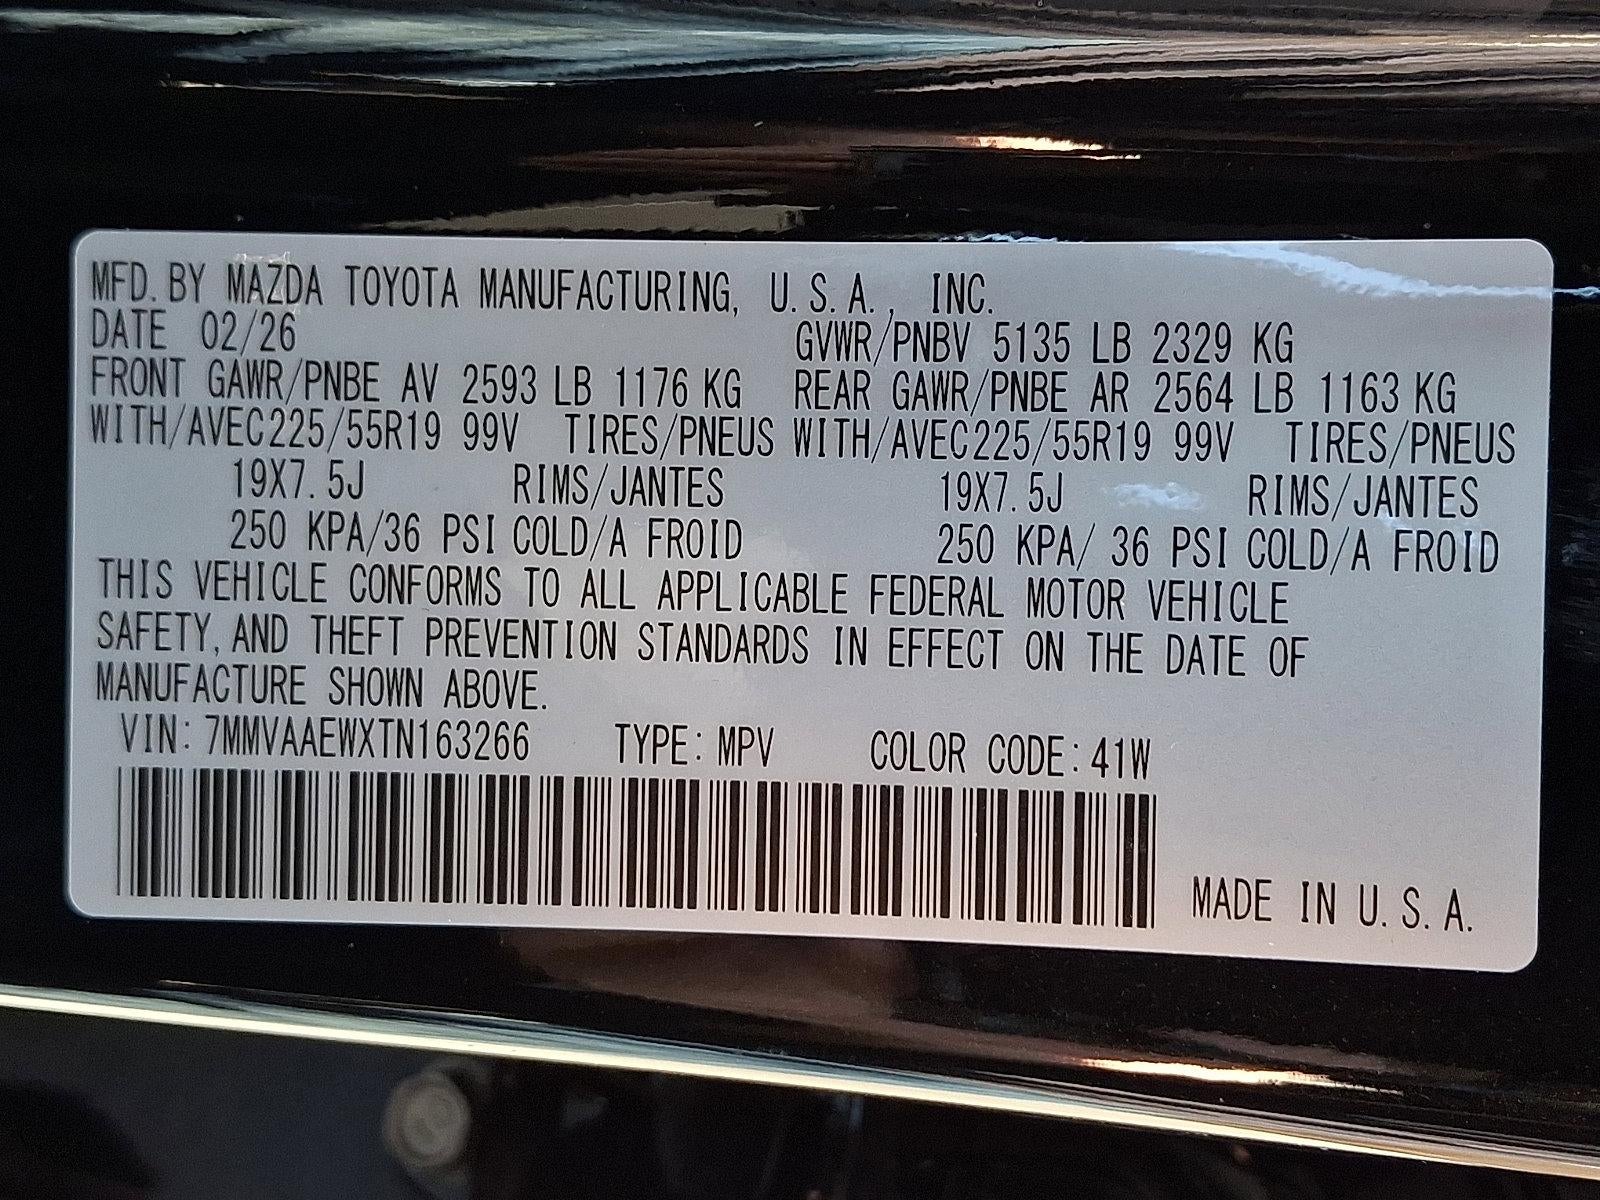 MFD. BY MAZDA TOYOTA MANUFACTURING, U.S.A., INC.
DATE 02/26 GVWR/PNBV 5135 LB 2329 KG
FRONT GAWR/PNBE AV 2593 LB 1176 KG REAR GAWR/PNBE AR 2564 LB 1163 KG
WITH/AVEC225/55R19 99V TIRES/PNEUS WITH/AVEC225/55R19 99V TIRES/PNEUS
19X7.5J RIMS/JANTES 19X7.5J RIMS/JANTES
250 KPA/36 PSI COLD/A FROID 250 KPA/ 36 PSI COLD/A FROID
THIS VEHICLE CONFORMS TO ALL APPLICABLE FEDERAL MOTOR VEHICLE
SAFETY, AND THEFT PREVENTION STANDARDS IN EFFECT ON THE DATE OF
MANUFACTURE SHOWN ABOVE.
VIN: 7MMVAAEWXTN163266 TYPE: MPV COLOR CODE: 41W
MADE IN U.S.A.